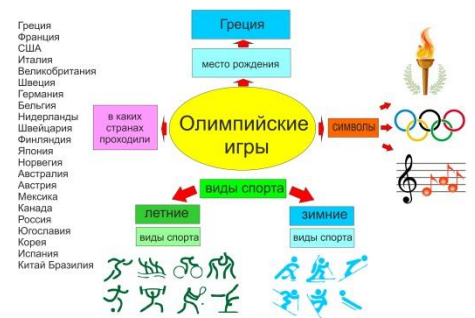 Греция
Франция
США
Италия
Великобритания
Швеция
Германия
Бельгия
Нидерланды
Швейцария
Финляндия
Япония
Норвегия
Австралия
Австрия
Мексика
Канада
Россия
Югославия
Корея
Испания
Китай Бразилия
Греция
место рождения
в каких
странах
проходили
Олимпийские
игры
символы
виды спорта
летние
виды спорта
зимние
виды спорта